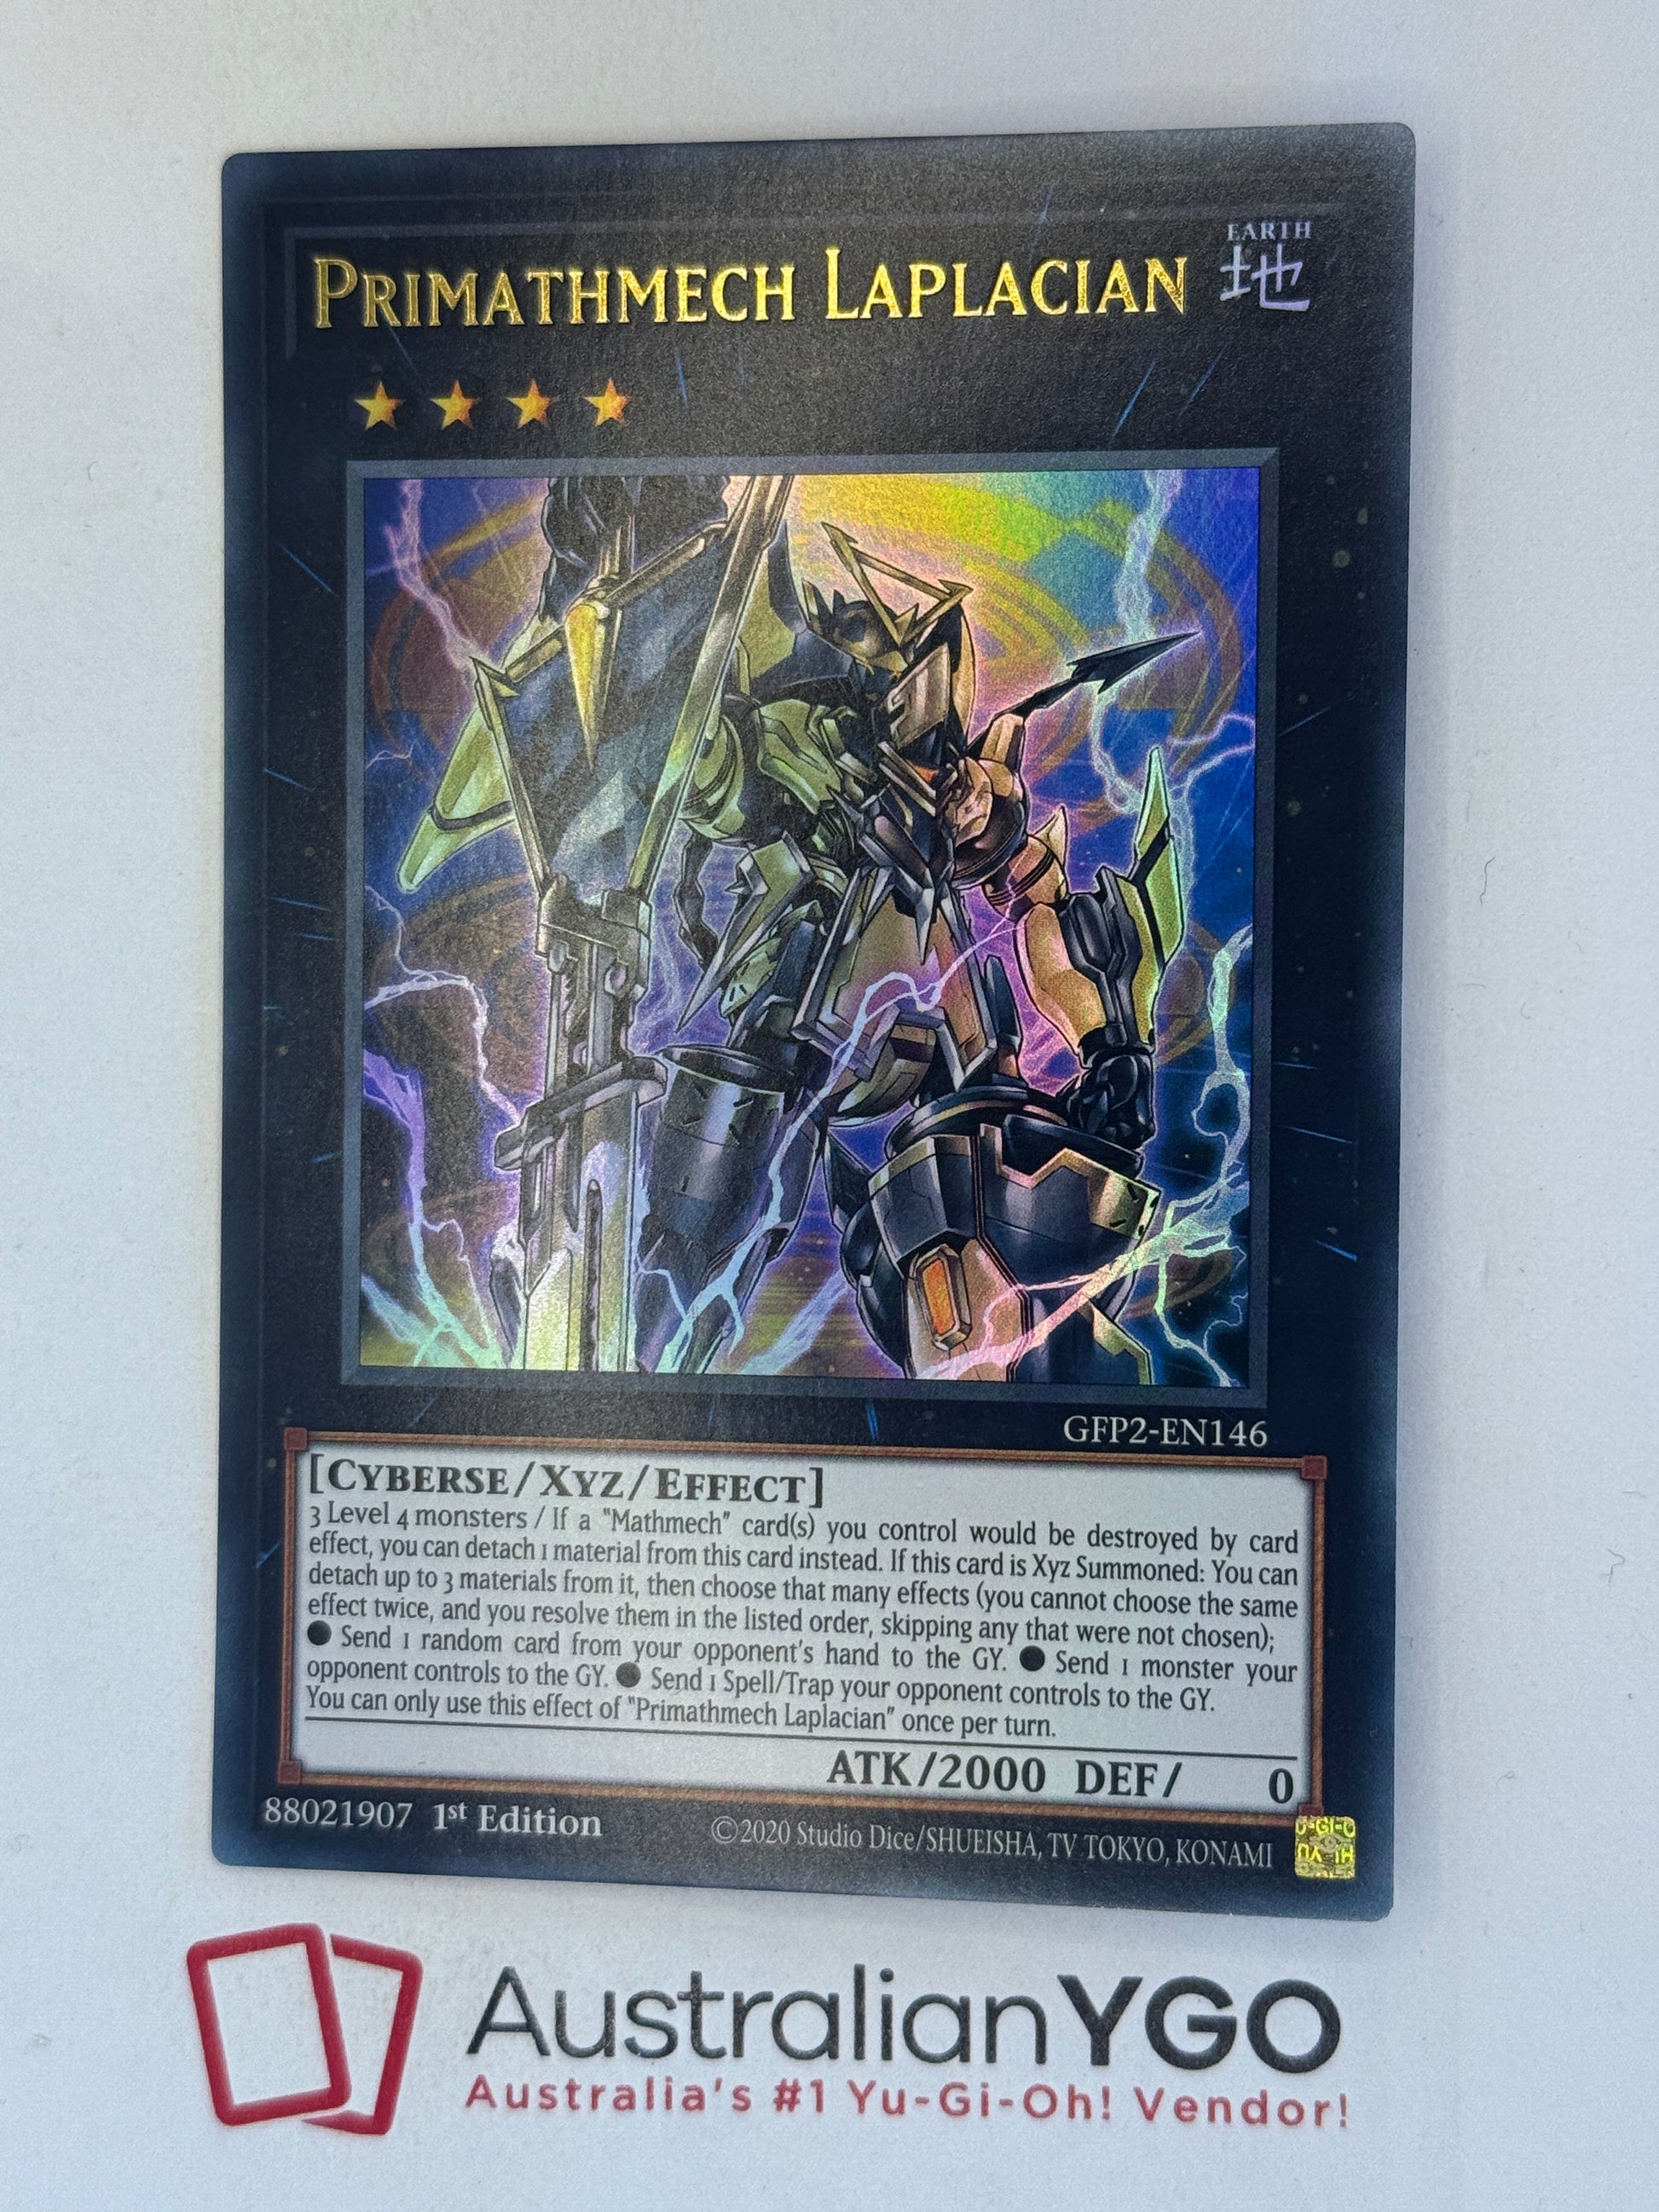 PRIMATHMECH LAPLACIAN
EARTH
地
GFP2-EN146
[CYBERSE/XYZ/EFFECT]
3 Level 4 monsters / If a "Mathmech" card(s) you control would be destroyed by card
effect, you can detach 1 material from this card instead. If this card is Xyz Summoned: You can
detach up to 3 materials from it, then choose that many effects (you cannot choose the same
effect twice, and you resolve them in the listed order, skipping any that were not chosen);
● Send 1 random card from your opponent's hand to the GY. ● Send 1 monster your
opponent controls to the GY. ● Send 1 Spell/Trap your opponent controls to the GY.
You can only use this effect of "Primathmech Laplacian" once per turn.
ATK/2000 DEF/ 0
88021907 1st Edition ©2020 Studio Dice/SHUEISHA, TV TOKYO, KONAMI
AustralianYGO
Australia's #1 Yu-Gi-Oh! Vendor!